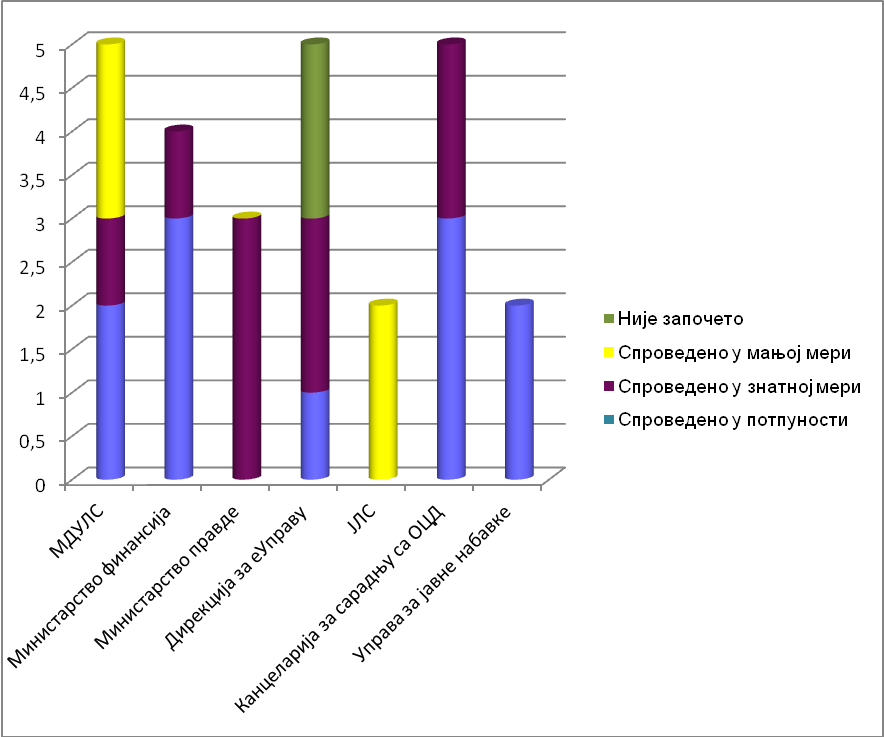 5
4,5
4
3,5
3
2,5
2
1,5
1
0,5
0
МДУЛС
Министарство финансија
Министарство правде
Дирекција за еУправу
ЈЛС
Канцеларија за сарадњу са ОЦД
Управа за јавне набавке
Није започето
Спроведено у мањој мери
Спроведено у знатној мери
Спроведено у потпуности